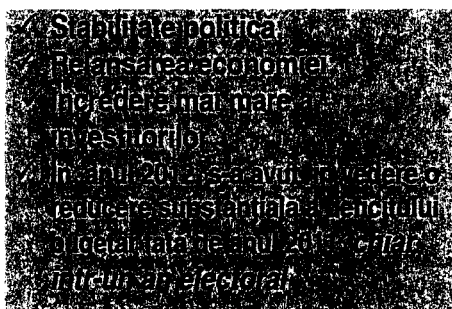 ✓ Stabilitate politica
✓ Relansarea economiei
✓ Incredere mai mare a
investitorilor
✓ In anul 2012, s-a avut in vedere o
reducere substantiala a deficitului
bugetar fata de anul 2011, chiar
intr-un an electoral